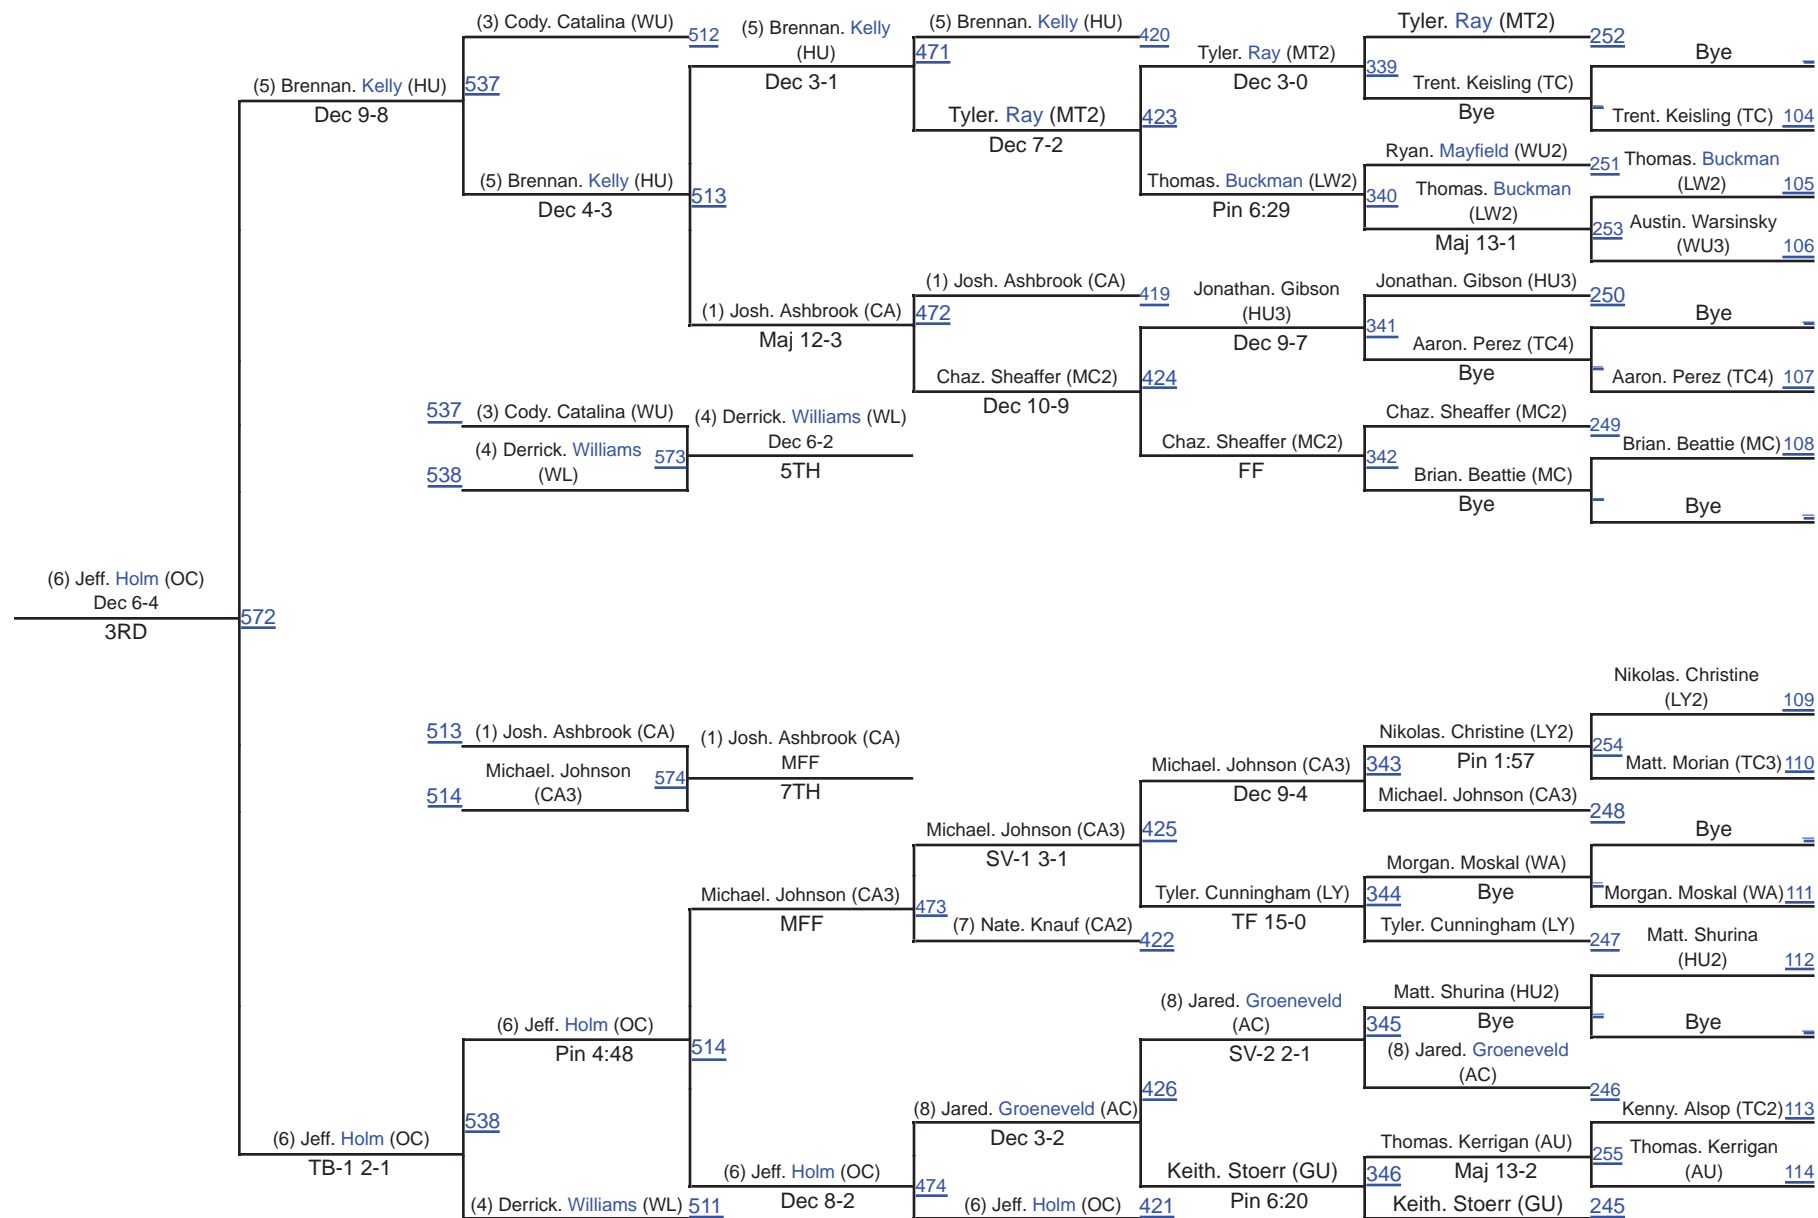 (3) Cody. Catalina (WU)
512
(5) Brennan. Kelly (HU)
Dec 9-8
537
(5) Brennan. Kelly (HU)
Dec 4-3
(5) Brennan. Kelly
(HU)
Dec 3-1
513
(1) Josh. Ashbrook (CA)
Maj 12-3
(5) Brennan. Kelly (HU)
420
471
Tyler. Ray (MT2)
Dec 7-2
(1) Josh. Ashbrook (CA)
419
472
Chaz. Sheaffer (MC2)
Dec 10-9
Tyler. Ray (MT2)
Dec 3-0
423
Thomas. Buckman (LW2)
Pin 6:29
Jonathan. Gibson
(HU3)
Dec 9-7
424
Chaz. Sheaffer (MC2)
FF
Tyler. Ray (MT2)
252
339
Trent. Keisling (TC)
Bye
Ryan. Mayfield (WU2)
251
340
Thomas. Buckman
(LW2)
Maj 13-1
Jonathan. Gibson (HU3)
250
341
Aaron. Perez (TC4)
Bye
Chaz. Sheaffer (MC2)
249
342
Brian. Beattie (MC)
Bye
Bye
Trent. Keisling (TC) 104
Thomas. Buckman
(LW2)
105
253
Austin. Warsinsky
(WU3)
106
Bye
Aaron. Perez (TC4) 107
Brian. Beattie (MC) 108
Bye
537 (3) Cody. Catalina (WU)
(4) Derrick. Williams
(WL)
538
573
(4) Derrick. Williams (WL)
Dec 6-2
5TH
(6) Jeff. Holm (OC)
Dec 6-4
3RD
572
513 (1) Josh. Ashbrook (CA)
Michael. Johnson
(CA3)
514
574
(1) Josh. Ashbrook (CA)
MFF
7TH
(6) Jeff. Holm (OC)
TB-1 2-1
(6) Jeff. Holm (OC)
Pin 4:48
538
(4) Derrick. Williams (WL) 511
Michael. Johnson (CA3)
MFF
514
(6) Jeff. Holm (OC)
Dec 8-2
Michael. Johnson (CA3)
SV-1 3-1
473
(7) Nate. Knauf (CA2)
422
(8) Jared. Groeneveld (AC)
Dec 3-2
474
(6) Jeff. Holm (OC) 421
Michael. Johnson (CA3)
Dec 9-4
425
Tyler. Cunningham (LY)
TF 15-0
(8) Jared. Groeneveld
(AC)
SV-2 2-1
426
Keith. Stoerr (GU)
Pin 6:20
Nikolas. Christine (LY2)
Pin 1:57
343
Michael. Johnson (CA3)
248
Morgan. Moskal (WA)
Bye
344
Tyler. Cunningham (LY)
247
Matt. Shurina (HU2)
Bye
345
(8) Jared. Groeneveld
(AC)
246
Thomas. Kerrigan (AU)
Maj 13-2
346
Keith. Stoerr (GU) 245
Nikolas. Christine
(LY2)
109
254
Matt. Morian (TC3) 110
Bye
Morgan. Moskal (WA) 111
Matt. Shurina
(HU2)
112
Bye
Kenny. Alsop (TC2) 113
255
Thomas. Kerrigan
(AU)
114